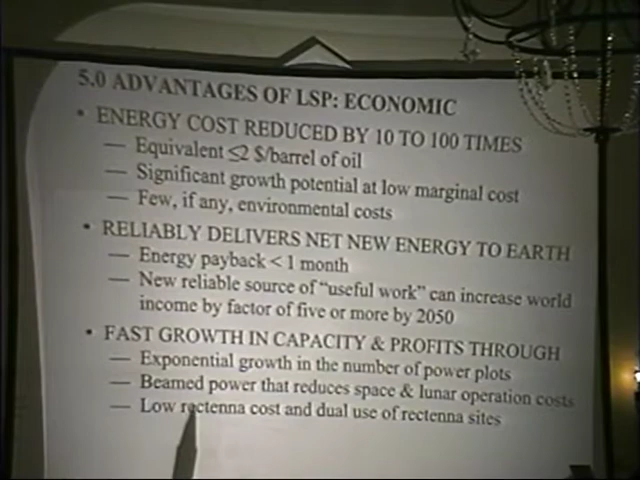 5.0 ADVANTAGES OF LSP: ECONOMIC
• ENERGY COST REDUCED BY 10 TO 100 TIMES
— Equivalent ≤2 $/barrel of oil
— Significant growth potential at low marginal cost
— Few, if any, environmental costs
• RELIABLY DELIVERS NET NEW ENERGY TO EARTH
— Energy payback < 1 month
— New reliable source of "useful work" can increase world
income by factor of five or more by 2050
• FAST GROWTH IN CAPACITY & PROFITS THROUGH
— Exponential growth in the number of power plots
— Beamed power that reduces space & lunar operation costs
— Low rectenna cost and dual use of rectenna sites